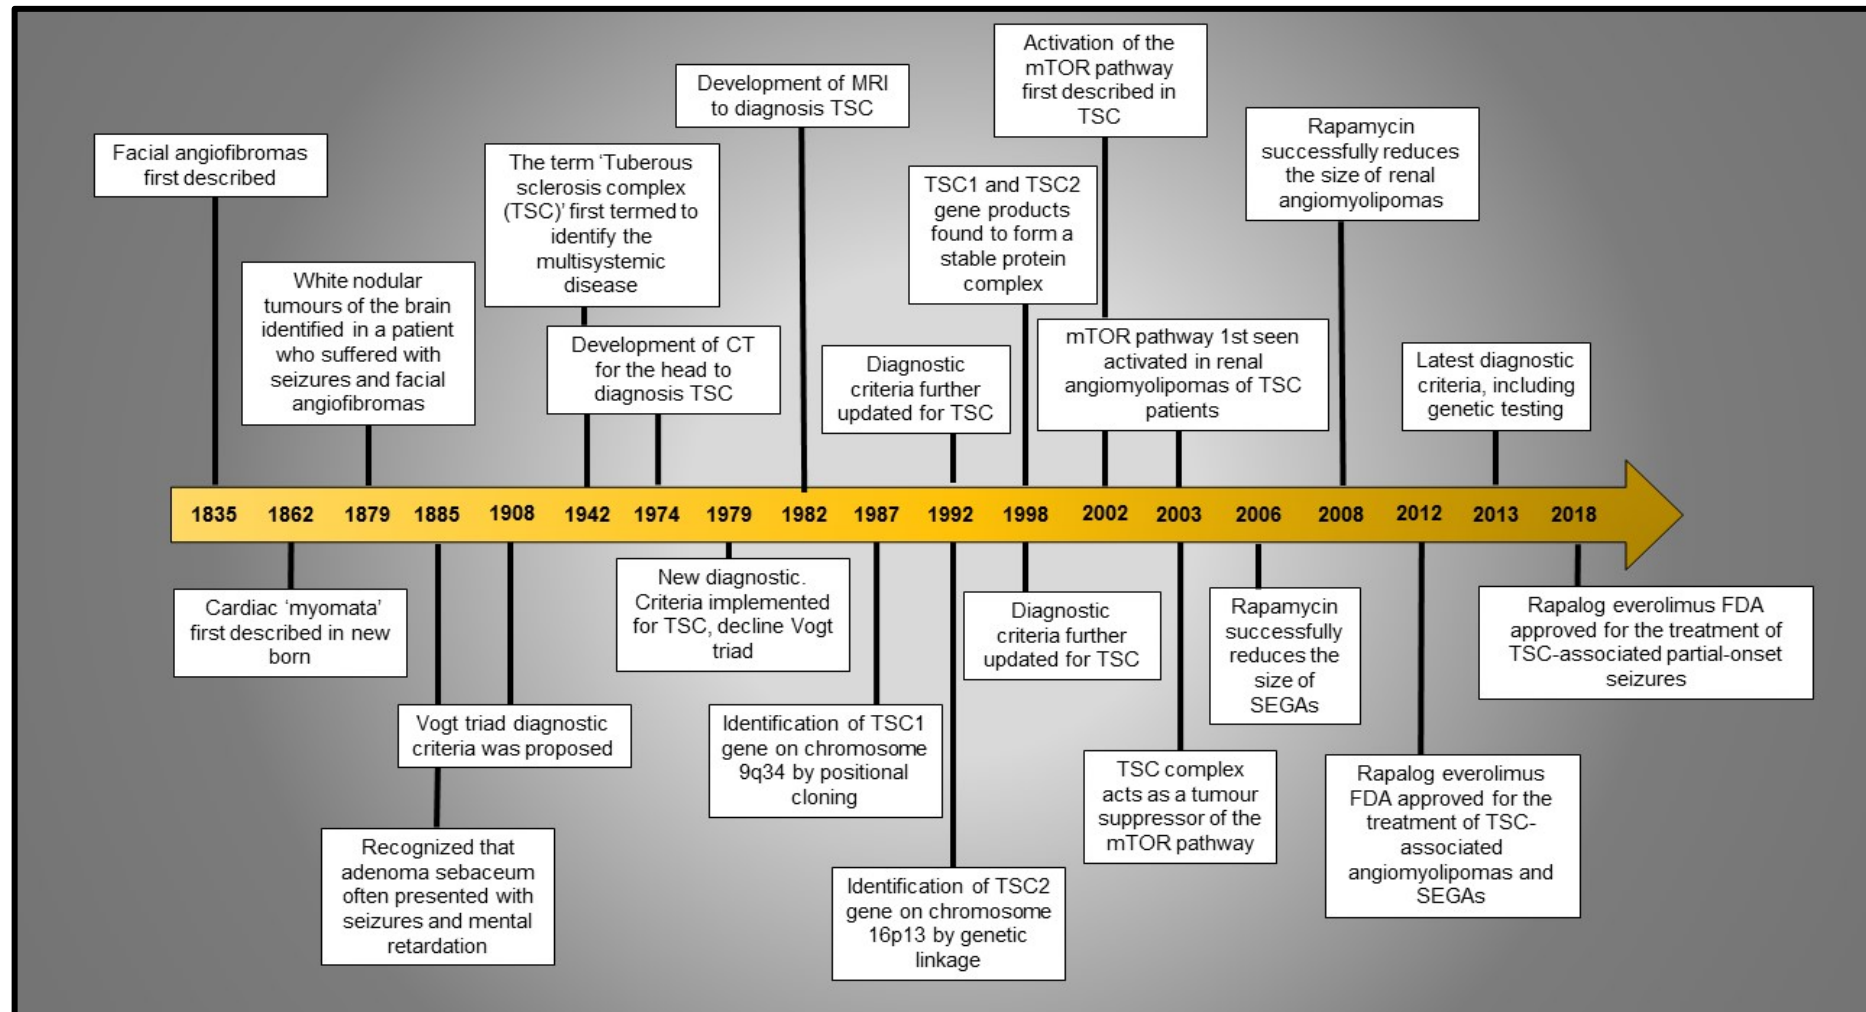 Facial angiofibromas
first described
White nodular
tumours of the brain
identified in a patient
who suffered with
seizures and facial
angiofibromas
The term ‘Tuberous
sclerosis complex
(TSC)’ first termed to
identify the
multisystemic
disease
Development of CT
for the head to
diagnosis TSC
Development of MRI
to diagnosis TSC
Diagnostic
criteria further
updated for TSC
TSC1 and TSC2
gene products
found to form a
stable protein
complex
Activation of the
mTOR pathway
first described in
TSC
mTOR pathway 1st seen
activated in renal
angiomyolipomas of TSC
patients
Rapamycin
successfully reduces
the size of renal
angiomyolipomas
Latest diagnostic
criteria, including
genetic testing
1835 1862 1879 1885 1908 1942 1974 1979 1982 1987 1992 1998 2002 2003 2006 2008 2012 2013 2018
Cardiac ‘myomata’
first described in new
born
Recognized that
adenoma sebaceum
often presented with
seizures and mental
retardation
Vogt triad diagnostic
criteria was proposed
New diagnostic.
Criteria implemented
for TSC, decline Vogt
triad
Identification of TSC1
gene on chromosome
9q34 by positional
cloning
Identification of TSC2
gene on chromosome
16p13 by genetic
linkage
Diagnostic
criteria further
updated for TSC
TSC complex
acts as a tumour
suppressor of the
mTOR pathway
Rapamycin
successfully
reduces the
size of
SEGAs
Rapalog everolimus
FDA approved for the
treatment of TSC-
associated
angiomyolipomas and
SEGAs
Rapalog everolimus FDA
approved for the treatment of
TSC-associated partial-onset
seizures